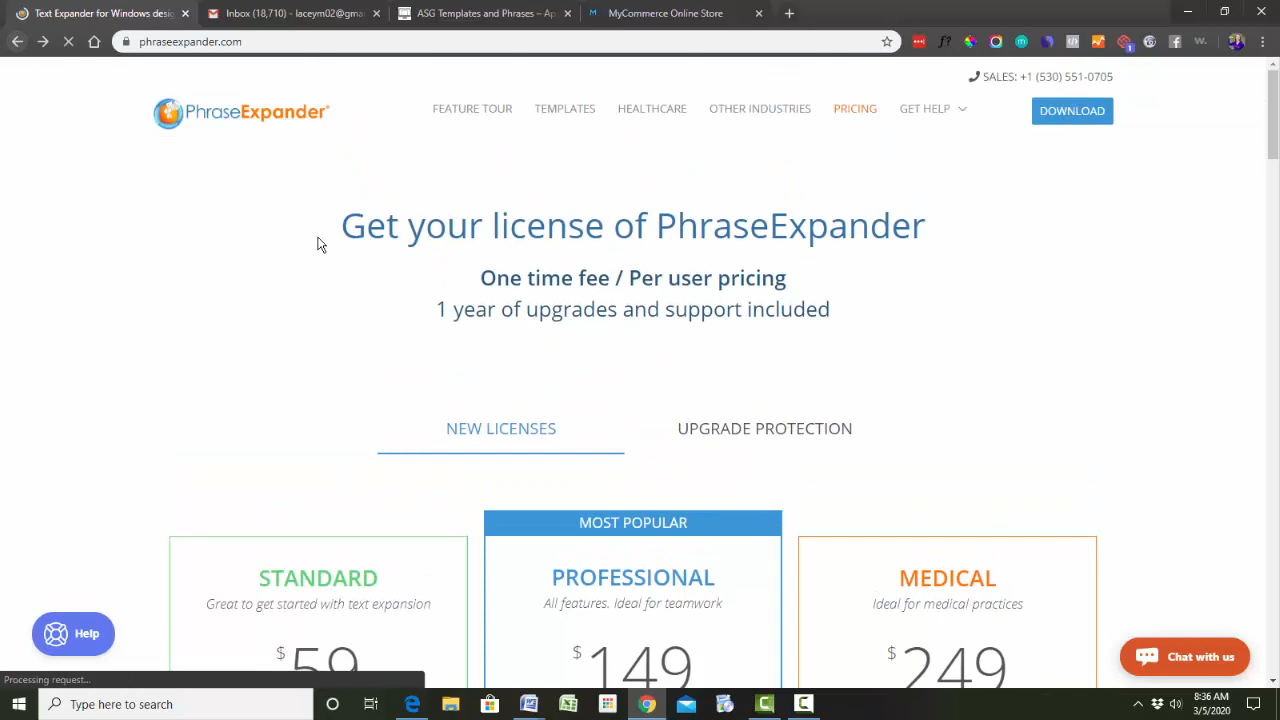 Text Expander for Windows desig
Inbox (18,710) - laceym02@gma
ASG Templates and Phrases – Ap
MyCommerce Online Store
phraseexpander.com
SALES: +1 (530) 551-0705
PhraseExpander
FEATURE TOUR
TEMPLATES
HEALTHCARE
OTHER INDUSTRIES
PRICING
GET HELP
DOWNLOAD
Get your license of PhraseExpander
One time fee / Per user pricing
1 year of upgrades and support included
NEW LICENSES
UPGRADE PROTECTION
MOST POPULAR
STANDARD
Great to get started with text expansion
$59
PROFESSIONAL
All features. Ideal for teamwork
$149
MEDICAL
Ideal for medical practices
$249
Help
Chat with us
Processing request...
Type here to search
8:36 AM
3/5/2020